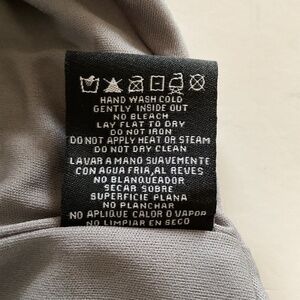 HAND WASH COLD
GENTLY INSIDE OUT
NO BLEACH
LAY FLAT TO DRY
DO NOT IRON
DO NOT APPLY HEAT OR STEAM
DO NOT DRY CLEAN
LAVAR A MANO SUAVEMENTE
CON AGUA FRIA, AL REVES
NO BLANQUEADOR
SECAR SOBRE
SUPERFICIE PLANA
NO PLANCHAR
NO APLIQUE CALOR O VAPOR
NO LIMPIAR EN SECO